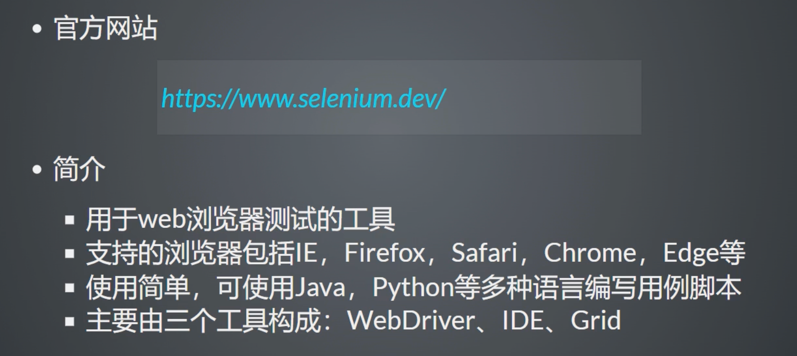 • 官方网站
https://www.selenium.dev/
• 简介
▪ 用于web浏览器测试的工具
▪ 支持的浏览器包括IE，Firefox，Safari，Chrome，Edge等
▪ 使用简单，可使用Java，Python等多种语言编写用例脚本
▪ 主要由三个工具构成：WebDriver、IDE、Grid